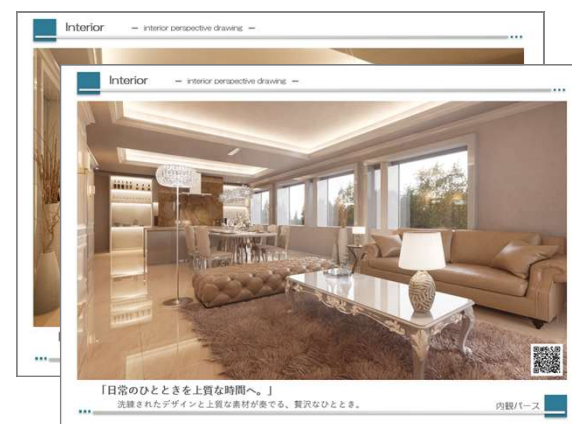 Interior － interior perspective drawing －
Interior － interior perspective drawing －
「日常のひとときを上質な時間へ。」
洗練されたデザインと上質な素材が奏でる、贅沢なひととき。
内観パース